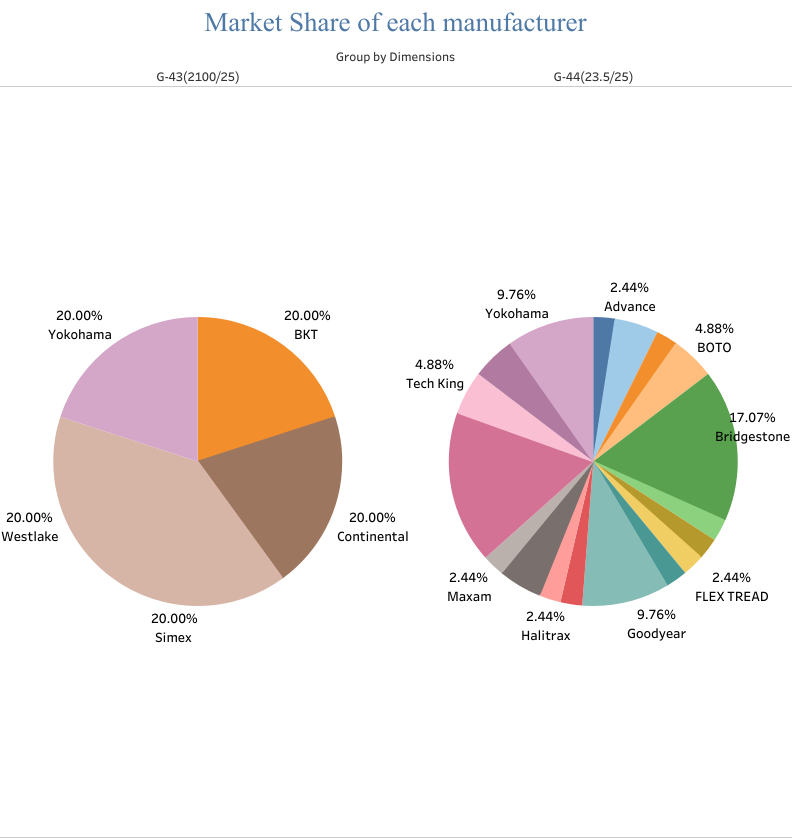 Market Share of each manufacturer
Group by Dimensions
G-43(2100/25)
G-44(23.5/25)
20.00%
Yokohama
20.00%
BKT
20.00%
Westlake
20.00%
Continental
20.00%
Simex
9.76%
Yokohama
2.44%
Advance
4.88%
BOTO
4.88%
Tech King
17.07%
Bridgestone
2.44%
Maxam
2.44%
FLEX TREAD
2.44%
Halitrax
9.76%
Goodyear